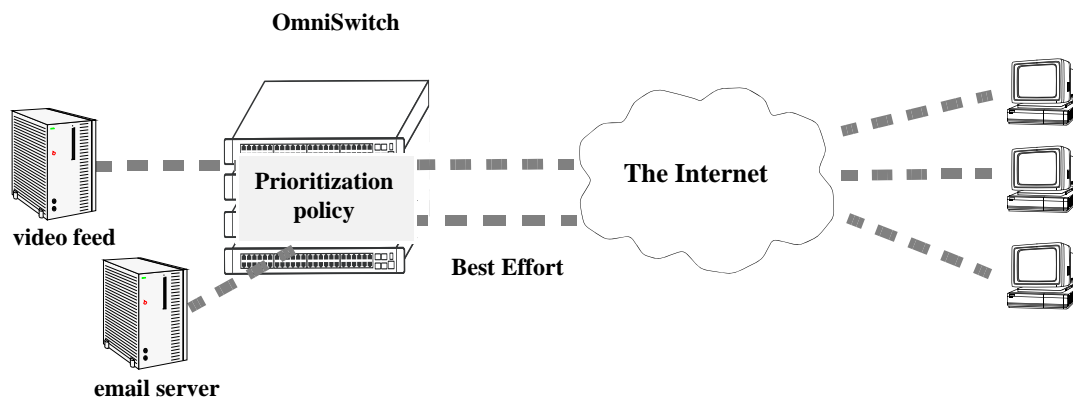 OmniSwitch
Prioritization
policy
The Internet
video feed
Best Effort
email server